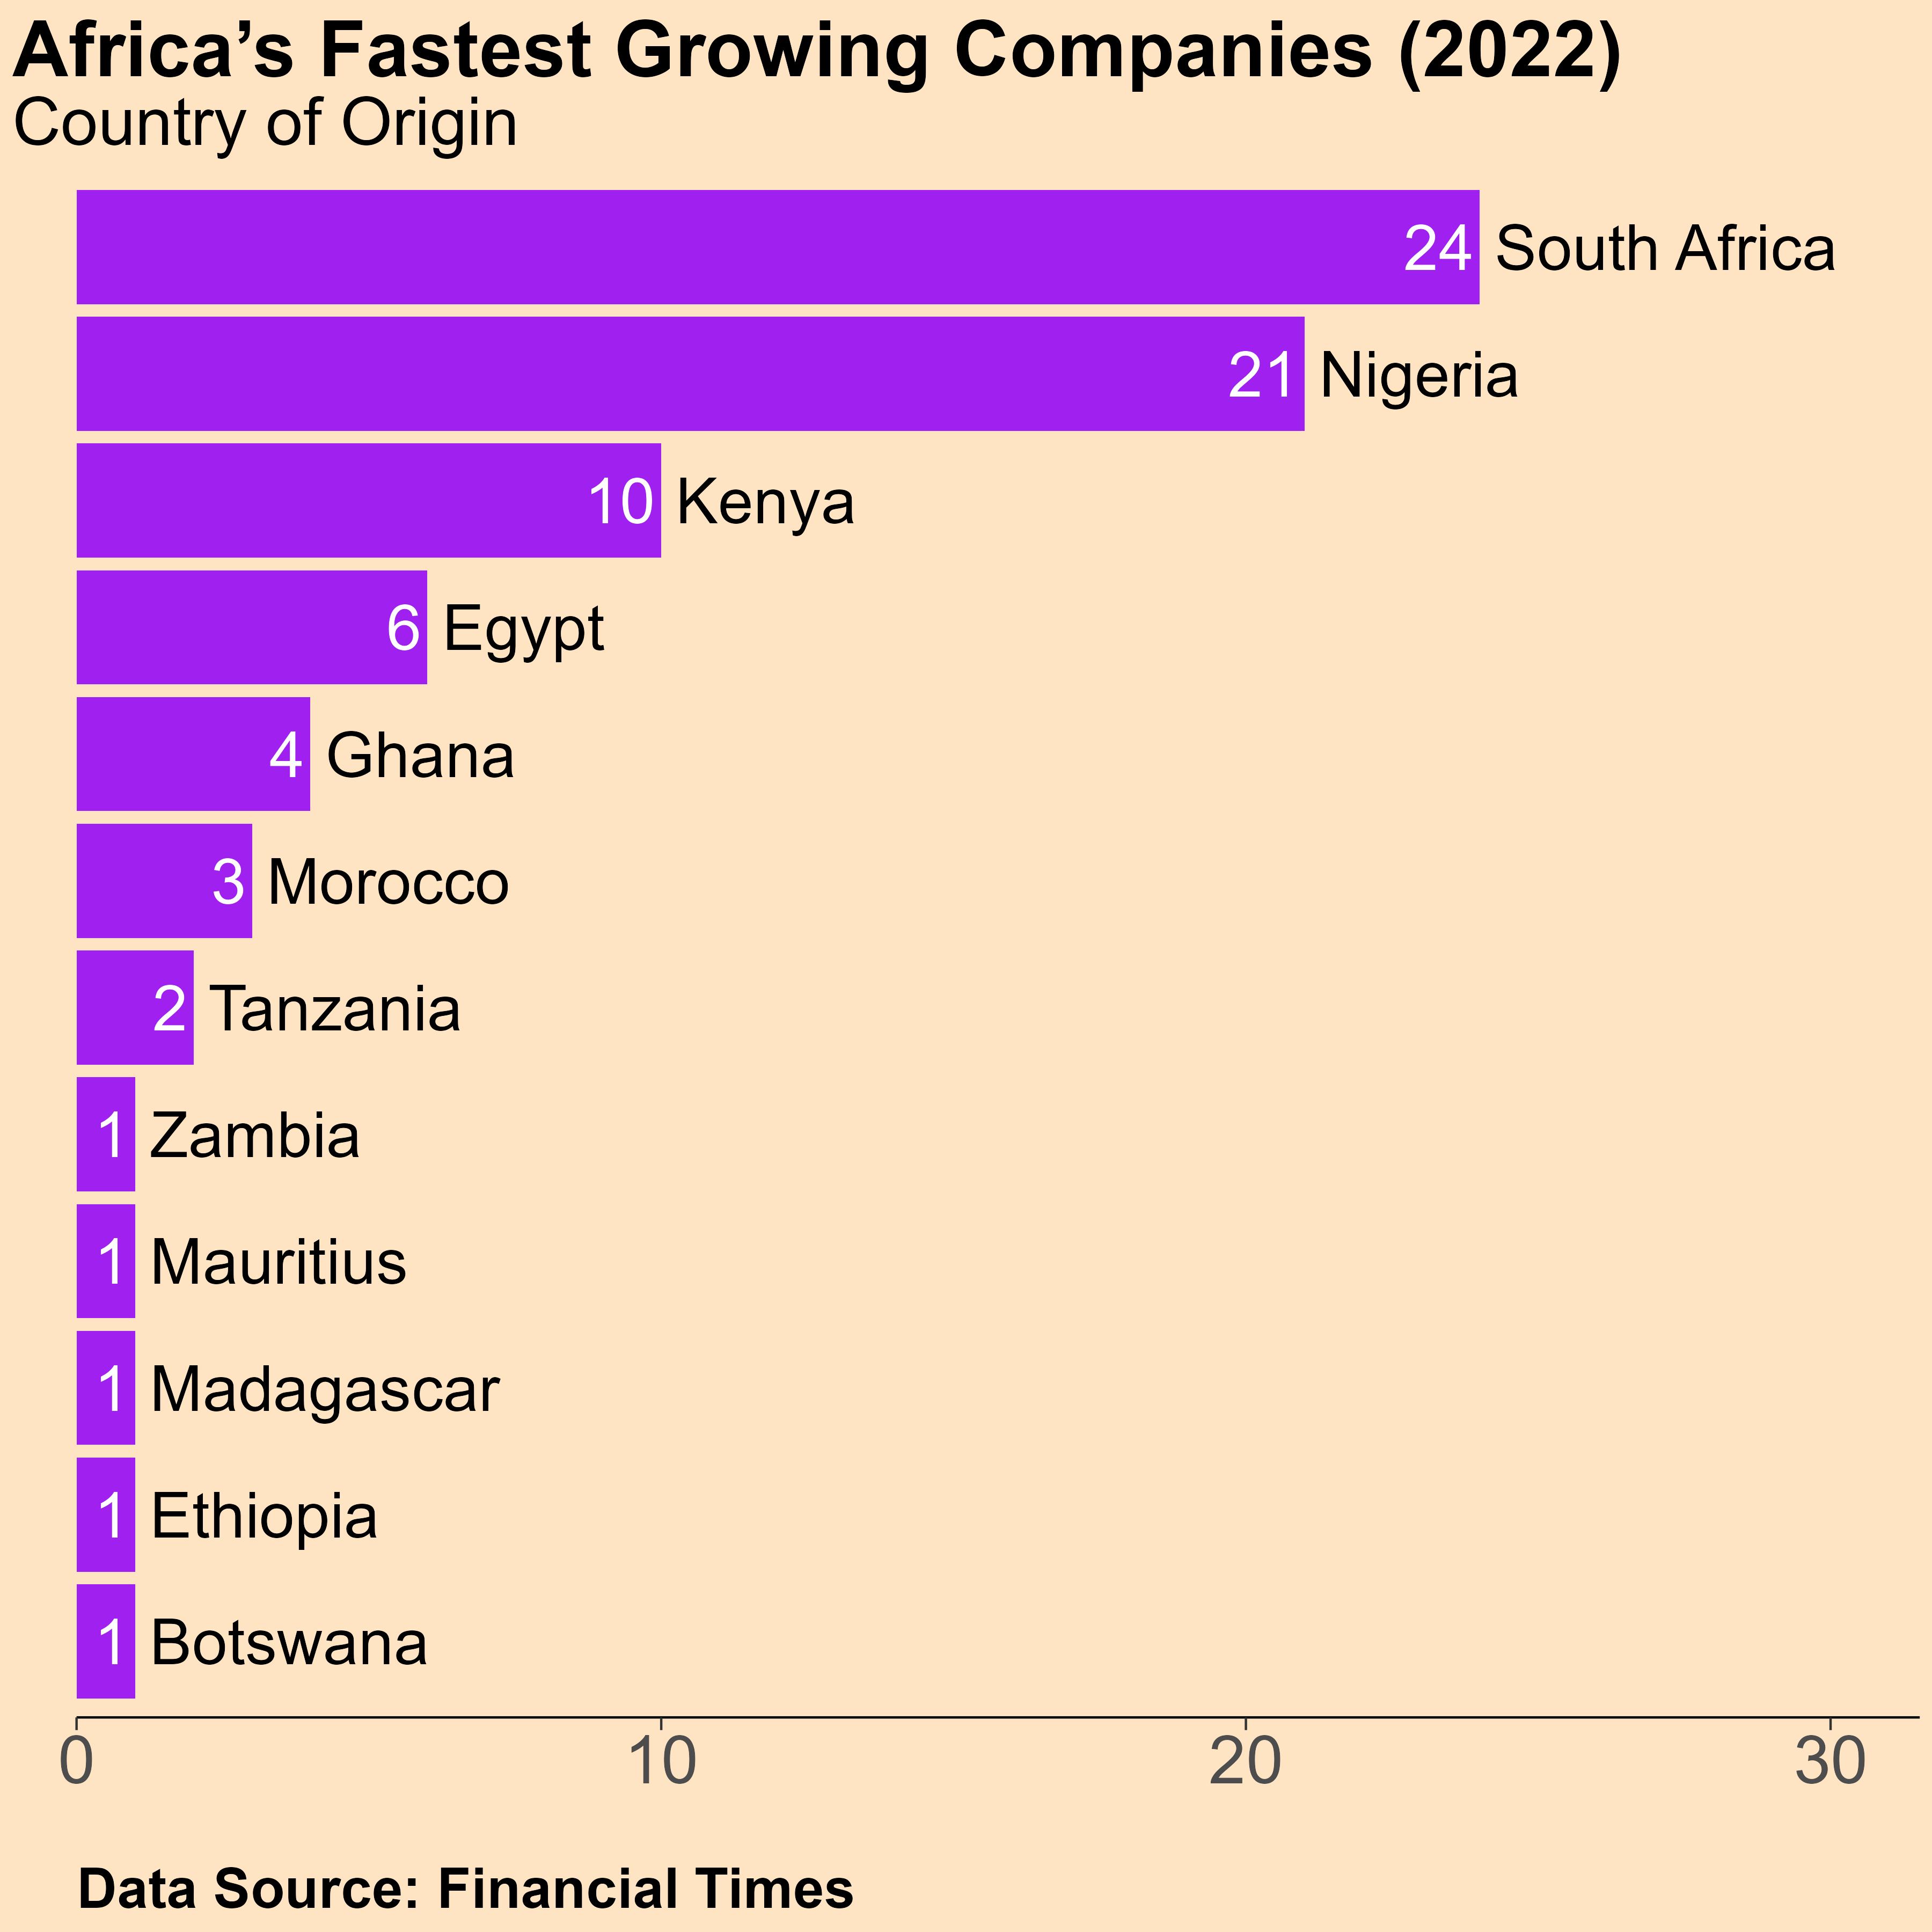 Africa’s Fastest Growing Companies (2022)
Country of Origin
24 South Africa
21 Nigeria
10 Kenya
6 Egypt
4 Ghana
3 Morocco
2 Tanzania
1 Zambia
1 Mauritius
1 Madagascar
1 Ethiopia
1 Botswana
0 10 20 30
Data Source: Financial Times